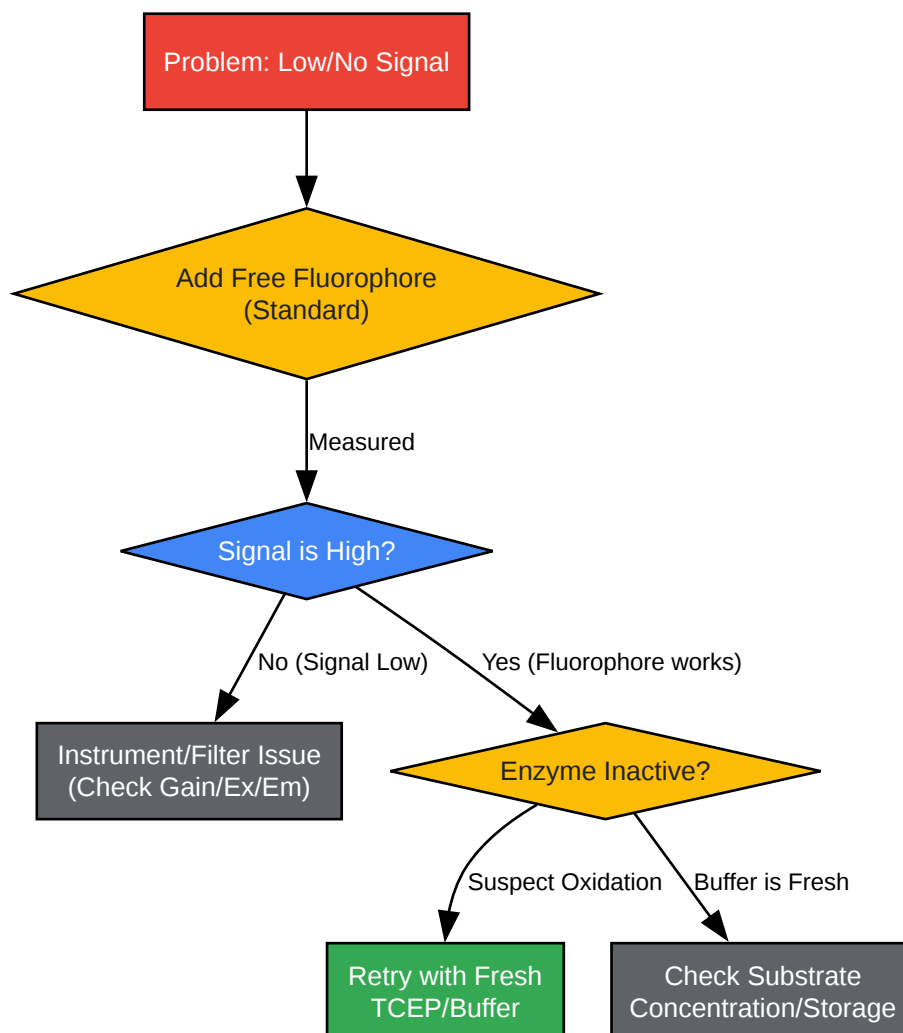 Problem: Low/No Signal
Add Free Fluorophore
(Standard)
Measured
Signal is High?
No (Signal Low)
Yes (Fluorophore works)
Instrument/Filter Issue
(Check Gain/Ex/Em)
Enzyme Inactive?
Suspect Oxidation
Buffer is Fresh
Retry with Fresh
TCEP/Buffer
Check Substrate
Concentration/Storage